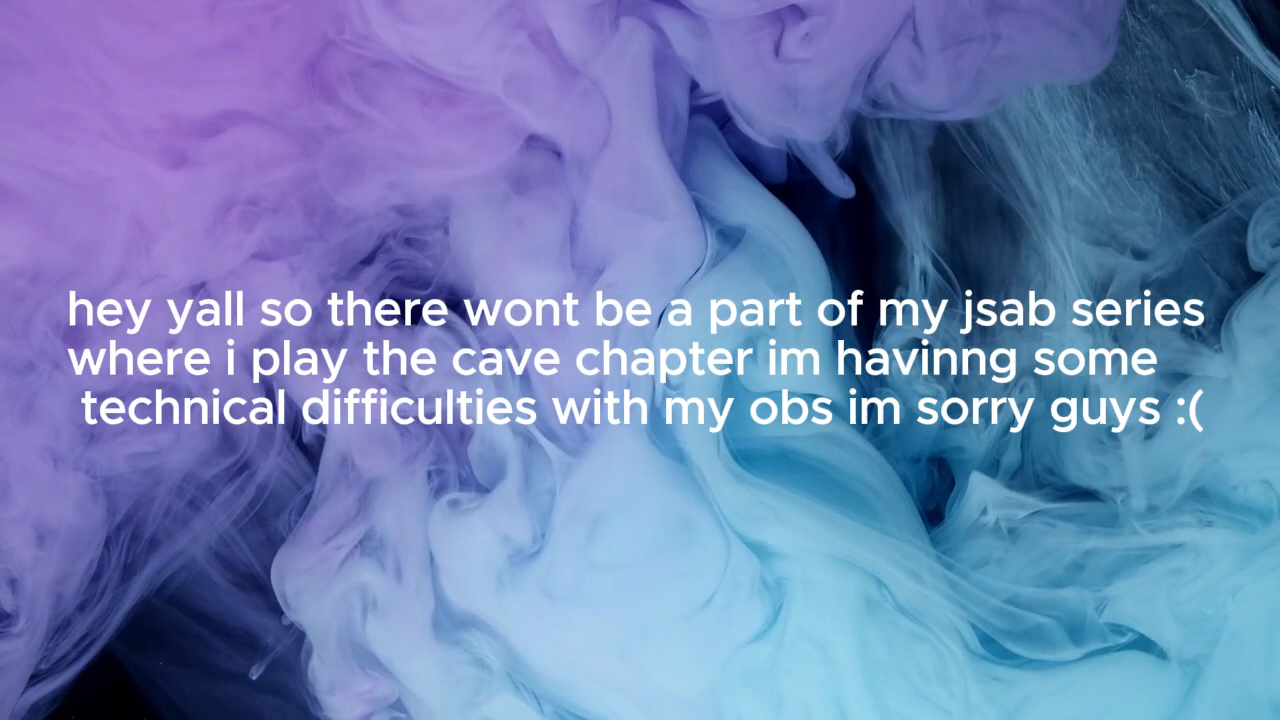 hey yall so there wont be a part of my jsab series
where i play the cave chapter im havinng some
technical difficulties with my obs im sorry guys :(